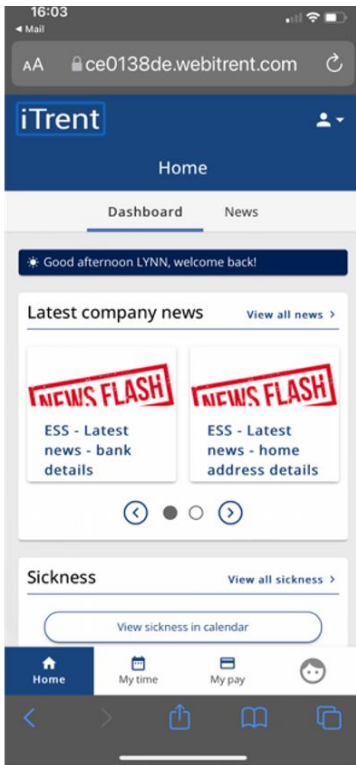 16:03
◀ Mail
AA ce0138de.webitrent.com
iTrent
Home
Dashboard News
Good afternoon LYNN, welcome back!
Latest company news View all news >
NEWS FLASH NEWS FLASH
ESS - Latest ESS - Latest
news - bank news - home
details address details
Sickness View all sickness >
View sickness in calendar
Home My time My pay